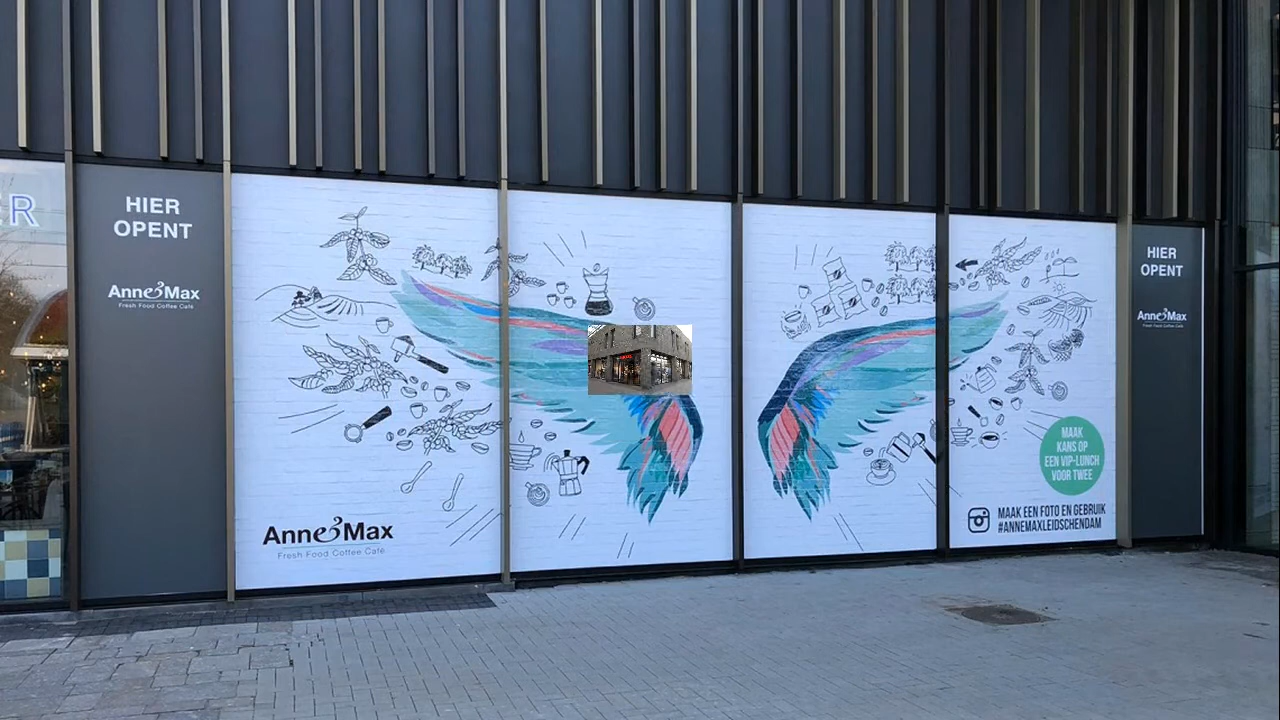 ER
HIER
OPENT
Anne&Max
Fresh Food Coffee Café
Anne&Max
Fresh Food Coffee Café
MAAK
KANS OP
EEN VIP-LUNCH
VOOR TWEE
MAAK EEN FOTO EN GEBRUIK
#ANNEMAXLEIDSCHENDAM
HIER
OPENT
Anne&Max
Fresh Food Coffee Café